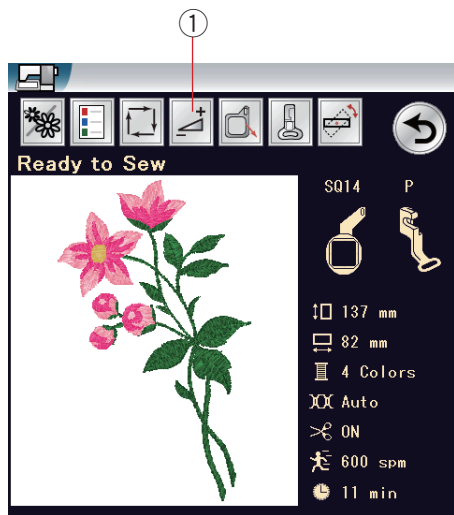 1
Ready to Sew
SQ14 P
137 mm
82 mm
4 Colors
Auto
ON
600 spm
11 min